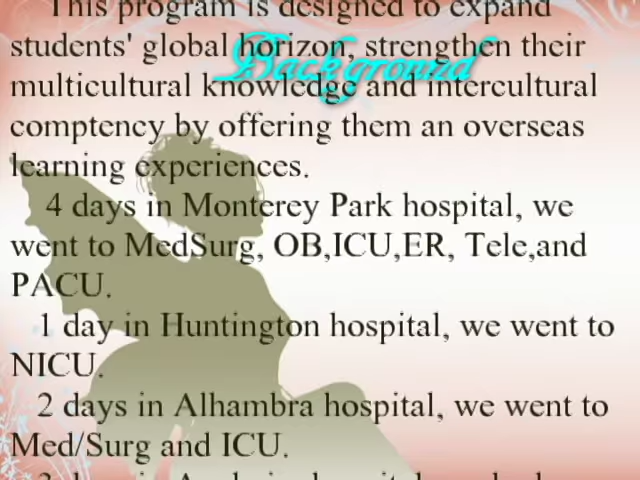 This program is designed to expand
Background
students' global horizon, strengthen their
multicultural knowledge and intercultural
comptency by offering them an overseas
learning experiences.
4 days in Monterey Park hospital, we
went to MedSurg, OB,ICU,ER, Tele,and
PACU.
1 day in Huntington hospital, we went to
NICU.
2 days in Alhambra hospital, we went to
Med/Surg and ICU.